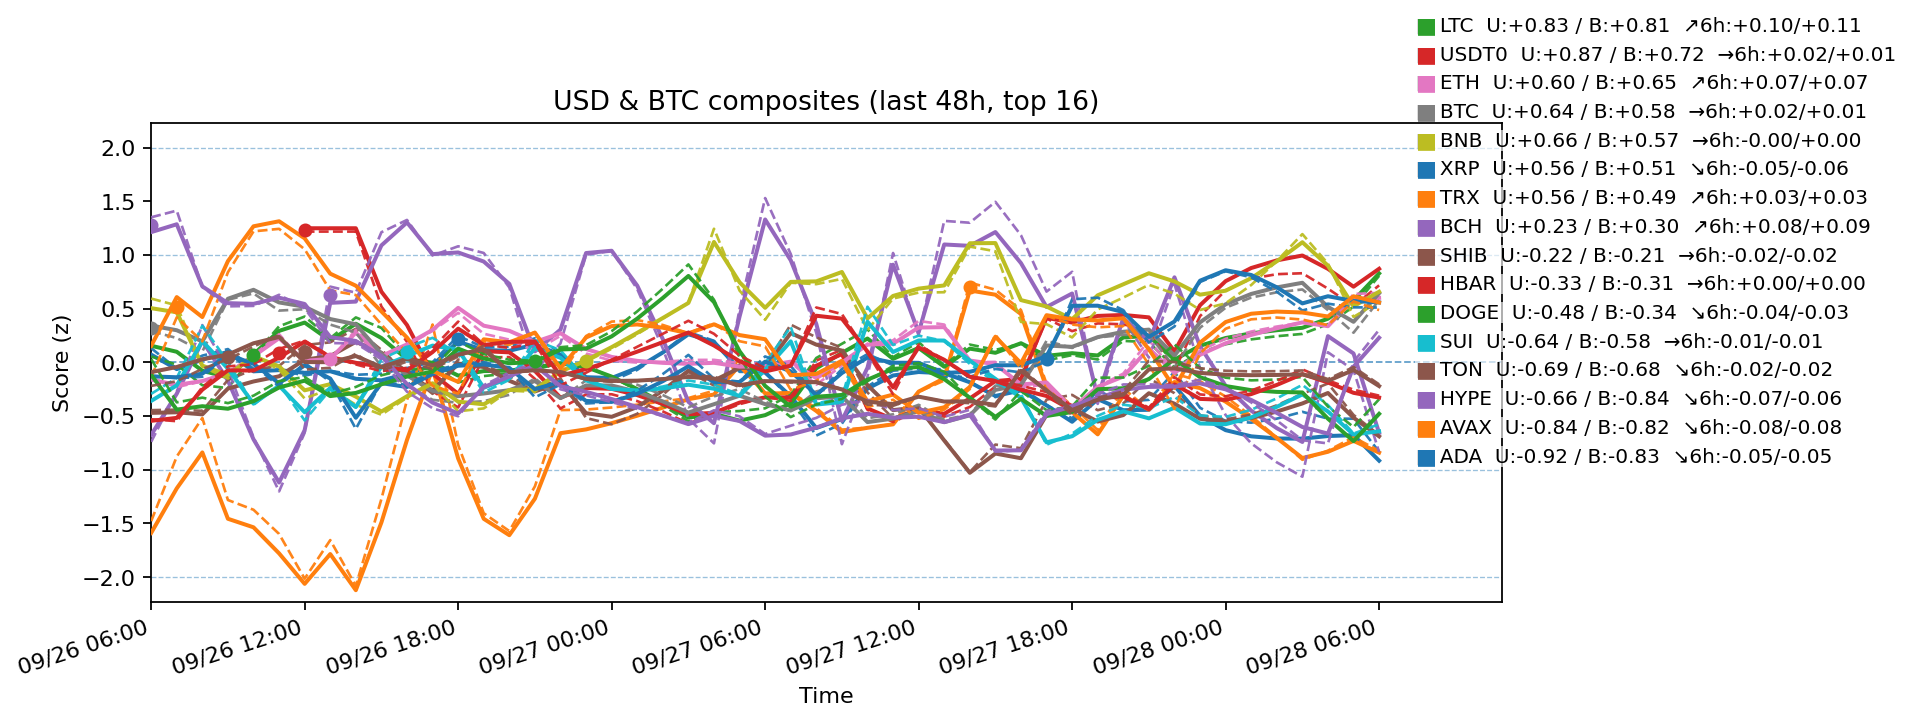 LTC U:+0.83 / B:+0.81 ↗6h:+0.10/+0.11
USDT0 U:+0.87 / B:+0.72 →6h:+0.02/+0.01
ETH U:+0.60 / B:+0.65 ↗6h:+0.07/+0.07
BTC U:+0.64 / B:+0.58 →6h:+0.02/+0.01
BNB U:+0.66 / B:+0.57 →6h:-0.00/+0.00
XRP U:+0.56 / B:+0.51 ↘6h:-0.05/-0.06
TRX U:+0.56 / B:+0.49 ↗6h:+0.03/+0.03
BCH U:+0.23 / B:+0.30 ↗6h:+0.08/+0.09
SHIB U:-0.22 / B:-0.21 →6h:-0.02/-0.02
HBAR U:-0.33 / B:-0.31 →6h:+0.00/+0.00
DOGE U:-0.48 / B:-0.34 ↘6h:-0.04/-0.03
SUI U:-0.64 / B:-0.58 →6h:-0.01/-0.01
TON U:-0.69 / B:-0.68 ↘6h:-0.02/-0.02
HYPE U:-0.66 / B:-0.84 ↘6h:-0.07/-0.06
AVAX U:-0.84 / B:-0.82 ↘6h:-0.08/-0.08
ADA U:-0.92 / B:-0.83 ↘6h:-0.05/-0.05
USD & BTC composites (last 48h, top 16)
Score (z)
2.0
1.5
1.0
0.5
0.0
−0.5
−1.0
−1.5
−2.0
09/26 06:00
09/26 12:00
09/26 18:00
09/27 00:00
09/27 06:00
09/27 12:00
09/27 18:00
09/28 00:00
09/28 06:00
Time